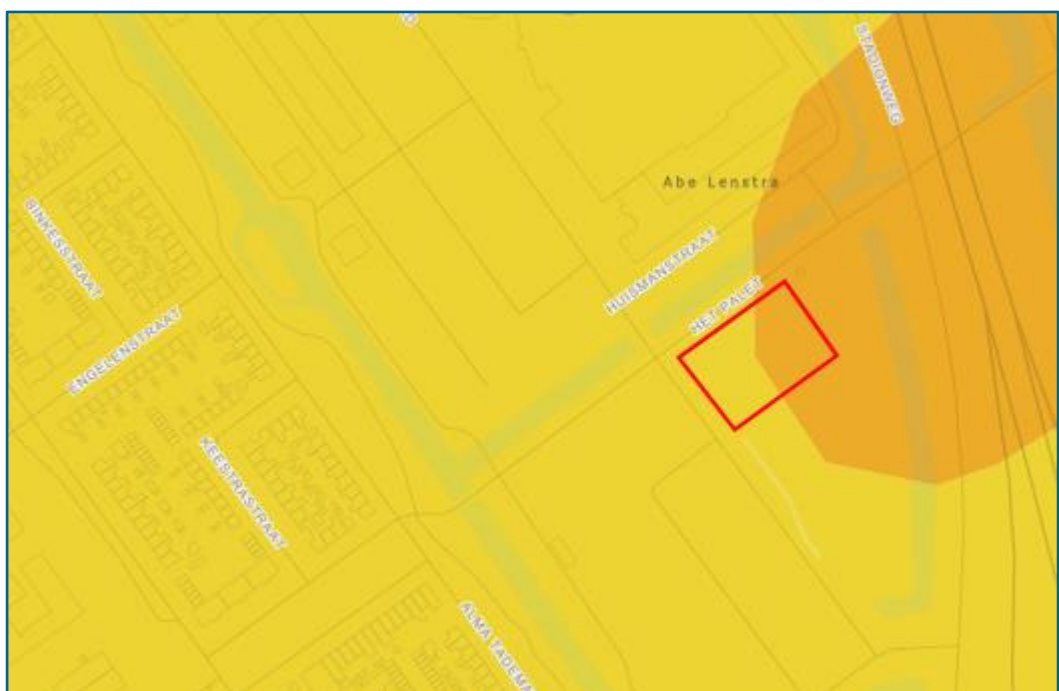 STADIONWEG
Abe Lenstra
BINKESSTRAAT
HUISMANSTRAAT
HET PALET
ENGELENSTRAAT
KEESTRASTRAAT
ALMA TADEMA